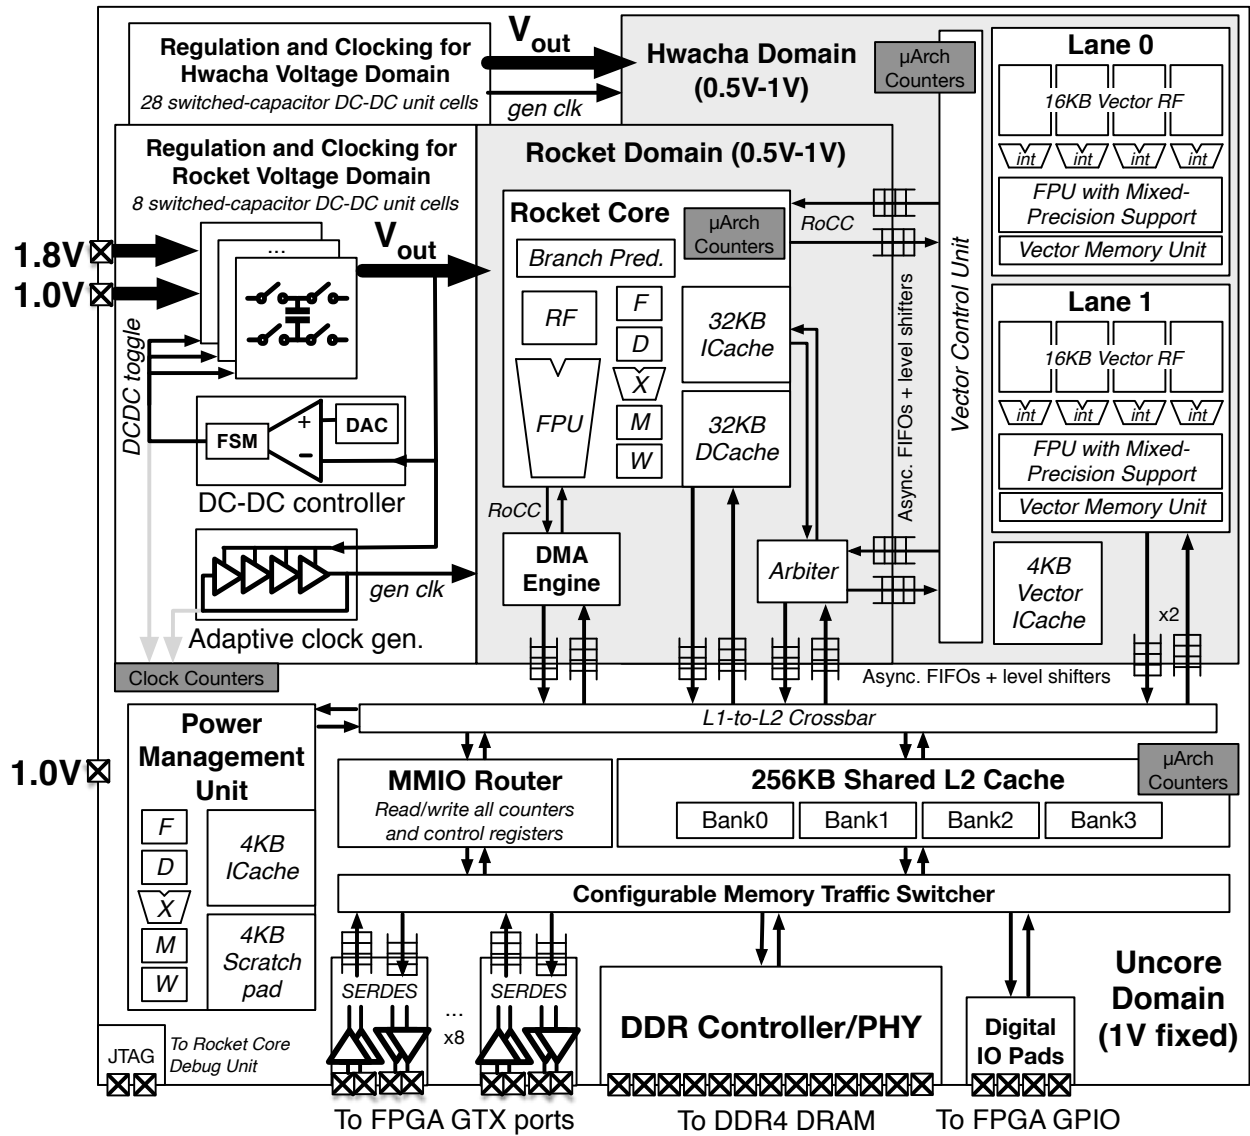 Regulation and Clocking for
Hwacha Voltage Domain
28 switched-capacitor DC-DC unit cells
Vout
gen clk
Hwacha Domain
(0.5V-1V)
µArch
Counters
Vector Control Unit
Lane 0
16KB Vector RF
int
int
int
int
FPU with Mixed-
Precision Support
Vector Memory Unit
Lane 1
16KB Vector RF
int
int
int
int
FPU with Mixed-
Precision Support
Vector Memory Unit
4KB
Vector
ICache
x2
Regulation and Clocking for
Rocket Voltage Domain
8 switched-capacitor DC-DC unit cells
1.8V
1.0V
...
Vout
DCDC toggle
FSM
+
−
DAC
DC-DC controller
gen clk
Adaptive clock gen.
Clock Counters
Rocket Domain (0.5V-1V)
Rocket Core
µArch
Counters
Branch Pred.
RF
FPU
F
D
X
M
W
32KB
ICache
32KB
DCache
RoCC
RoCC
DMA
Engine
Arbiter
Async. FIFOs + level shifters
Async. FIFOs + level shifters
L1-to-L2 Crossbar
1.0V
Power
Management
Unit
F
D
X
M
W
4KB
ICache
4KB
Scratch
pad
MMIO Router
Read/write all counters
and control registers
256KB Shared L2 Cache
µArch
Counters
Bank0
Bank1
Bank2
Bank3
Configurable Memory Traffic Switcher
SERDES
...
x8
SERDES
DDR Controller/PHY
Digital
IO Pads
Uncore
Domain
(1V fixed)
JTAG
To Rocket Core
Debug Unit
To FPGA GTX ports
To DDR4 DRAM
To FPGA GPIO